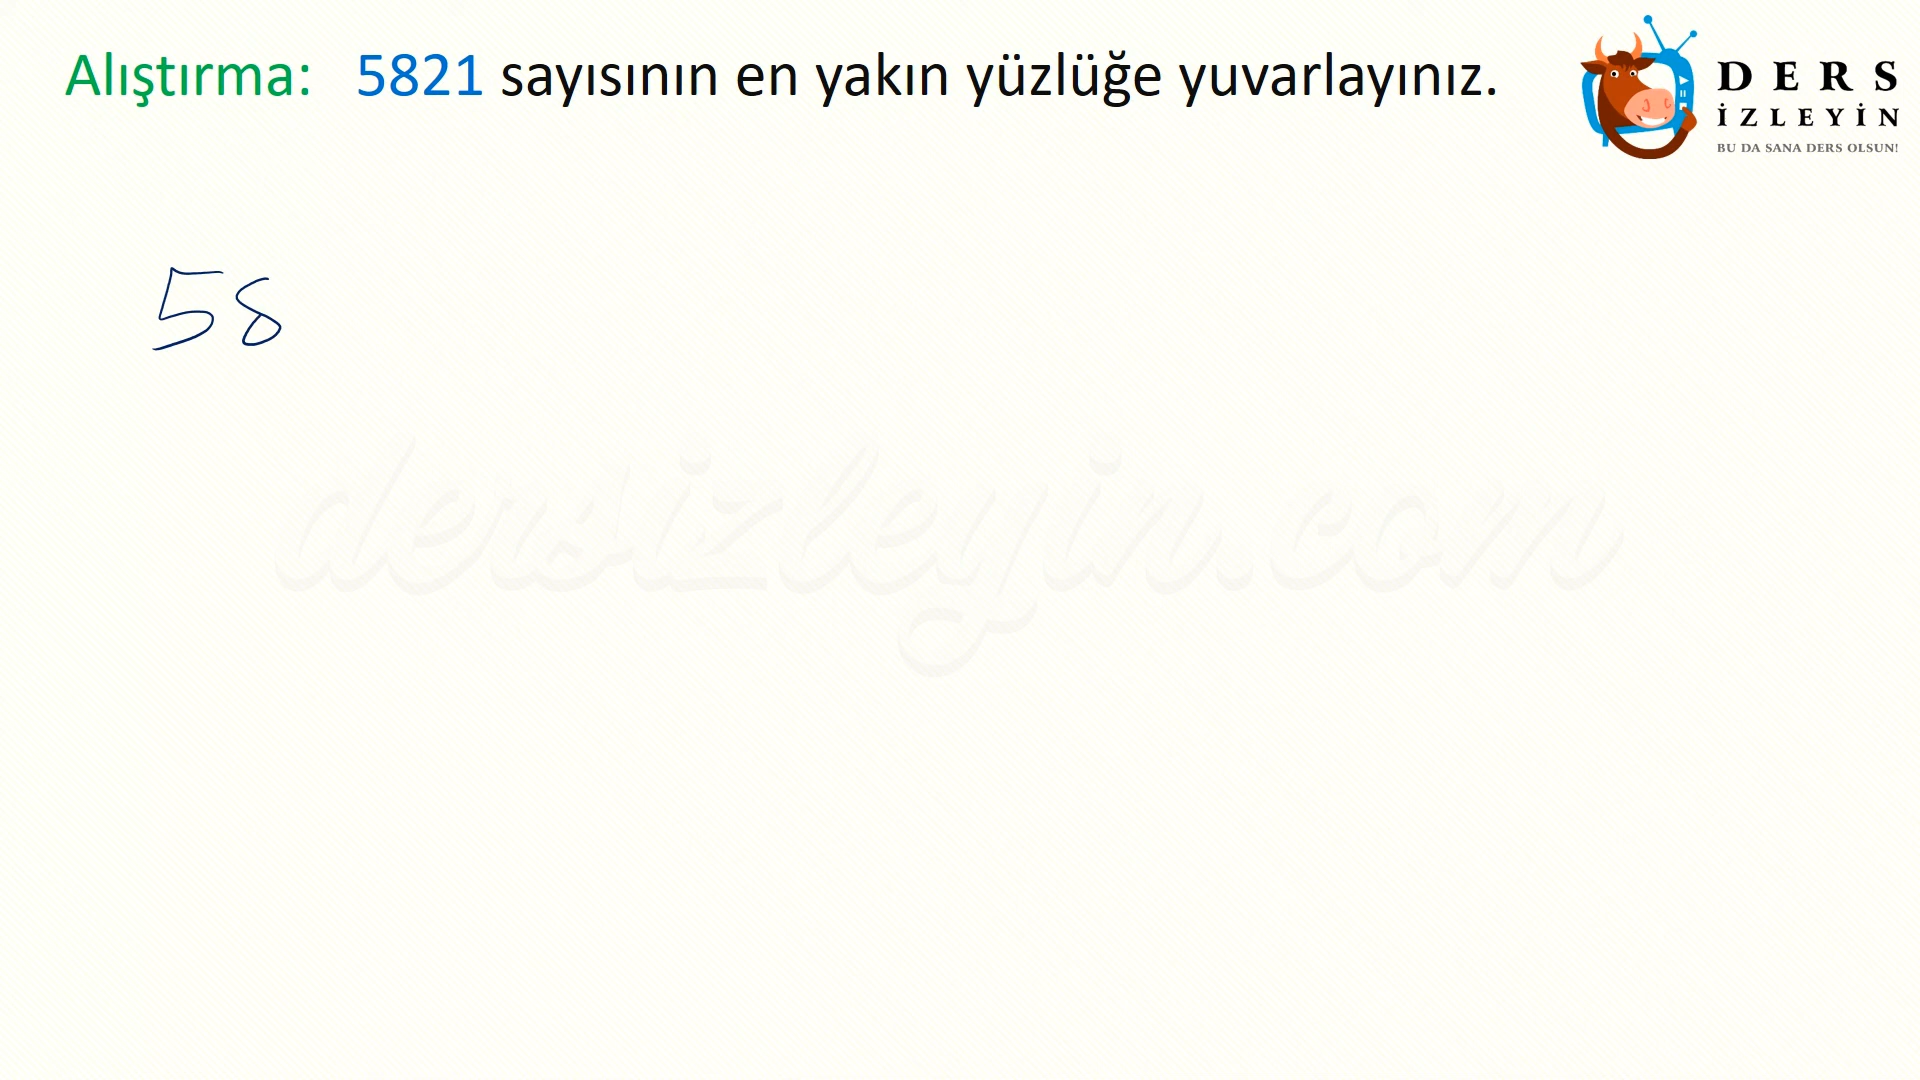 Alıştırma: 5821 sayısının en yakın yüzlüğe yuvarlayınız.
DERS
İZLEYİN
BU DA SANA DERS OLSUN!
58
dersizleyin.com